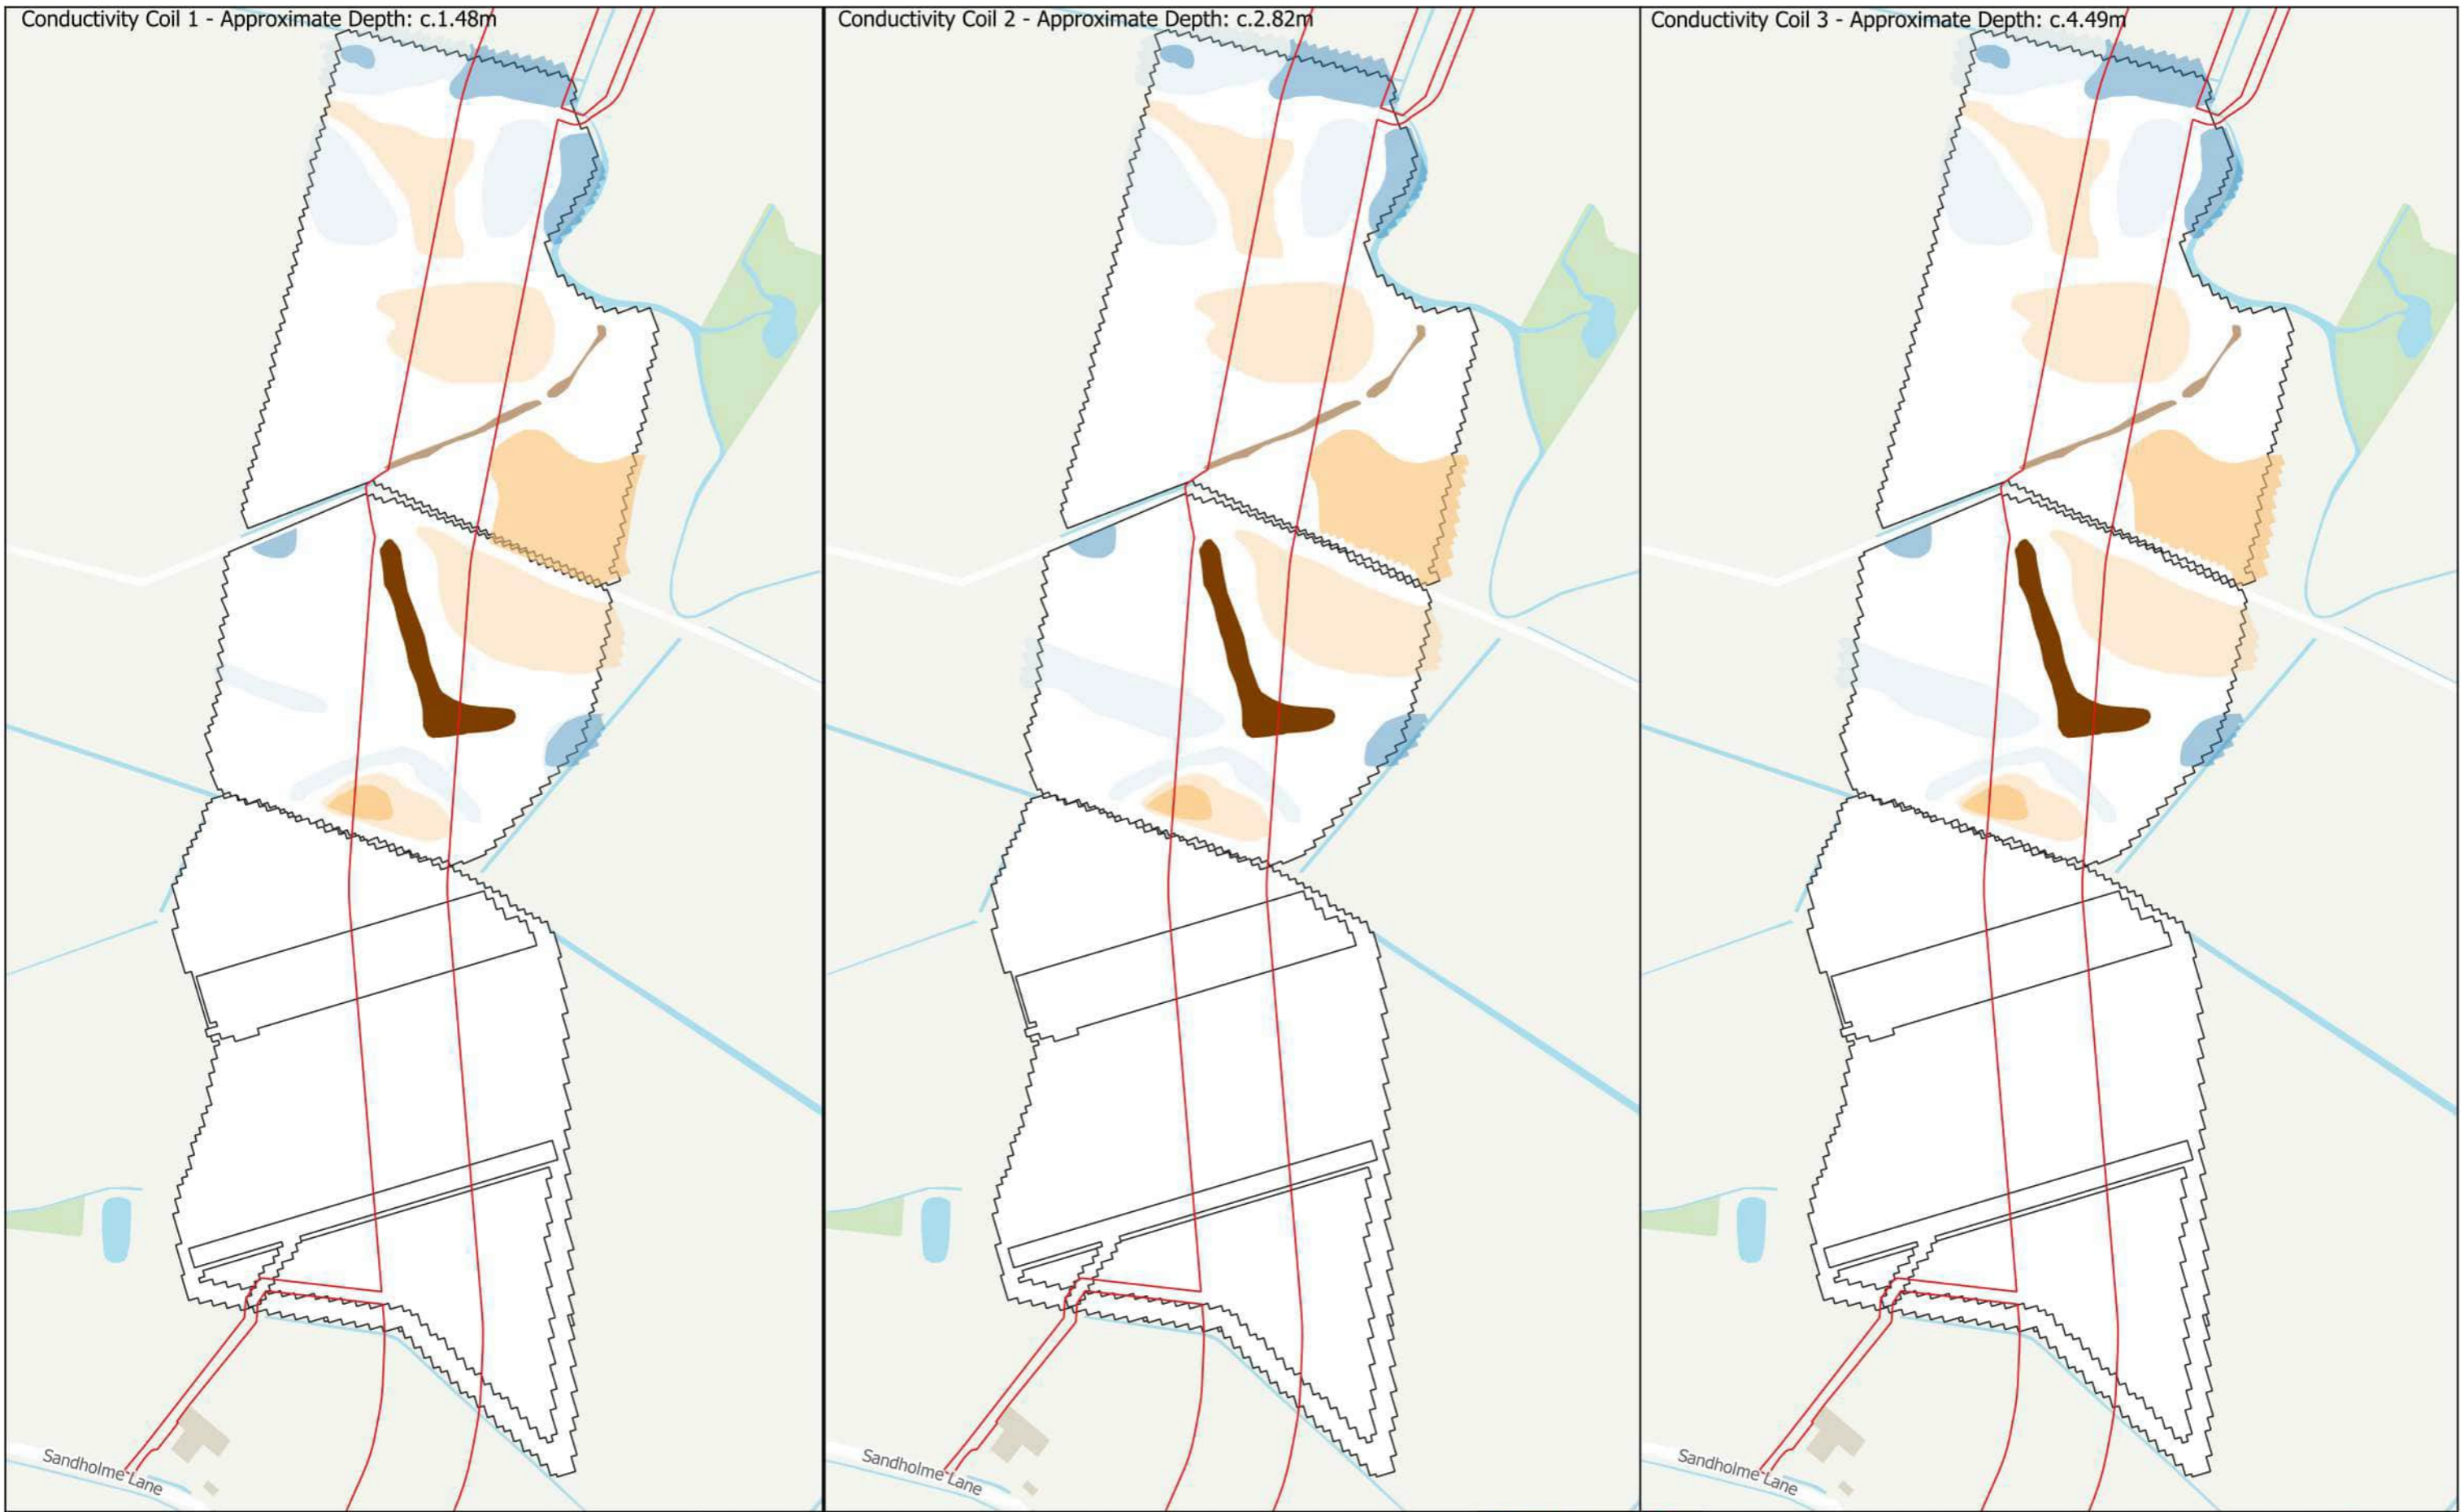 Conductivity Coil 1 - Approximate Depth: c.1.48m
Conductivity Coil 2 - Approximate Depth: c.2.82m
Conductivity Coil 3 - Approximate Depth: c.4.49m
Sandholme Lane
Sandholme Lane
Sandholme Lane